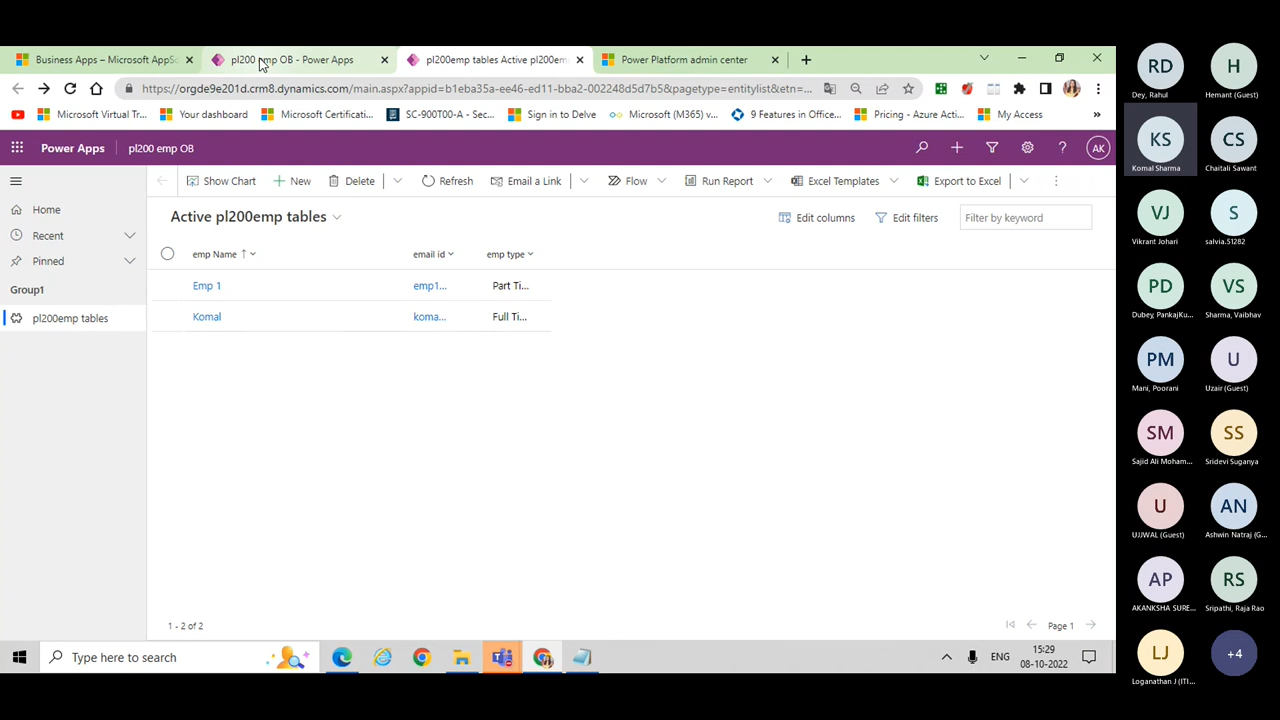 Business Apps – Microsoft AppSo
pl200 emp OB - Power Apps
pl200emp tables Active pl200em
Power Platform admin center
https://orgde9e201d.crm8.dynamics.com/main.aspx?appid=b1eba35a-ee46-ed11-bba2-002248d5d7b5&pagetype=entitylist&etn=...
Microsoft Virtual Tr...
Your dashboard
Microsoft Certificati...
SC-900T00-A - Sec...
Sign in to Delve
Microsoft (M365) v...
9 Features in Office...
Pricing - Azure Acti...
My Access
Power Apps
pl200 emp OB
AK
Show Chart
New
Delete
Refresh
Email a Link
Flow
Run Report
Excel Templates
Export to Excel
Home
Recent
Pinned
Group1
pl200emp tables
Active pl200emp tables
Edit columns
Edit filters
Filter by keyword
emp Name
email id
emp type
Emp 1
emp1...
Part Ti...
Komal
koma...
Full Ti...
1 - 2 of 2
Page 1
Type here to search
ENG
15:29
08-10-2022
RD
Dey, Rahul
H
Hemant (Guest)
KS
Komal Sharma
CS
Chaitali Sawant
VJ
Vikrant Johari
S
salvia.51282
PD
Dubey, PankajKu...
VS
Sharma, Vaibhav
PM
Mani, Poorani
U
Uzair (Guest)
SM
Sajid Ali Moham...
SS
Sridevi Suganya
U
UJJWAL (Guest)
AN
Ashwin Natraj (G...
AP
AKANKSHA SURE...
RS
Sripathi, Raja Rao
LJ
Loganathan J (ITI...
+4